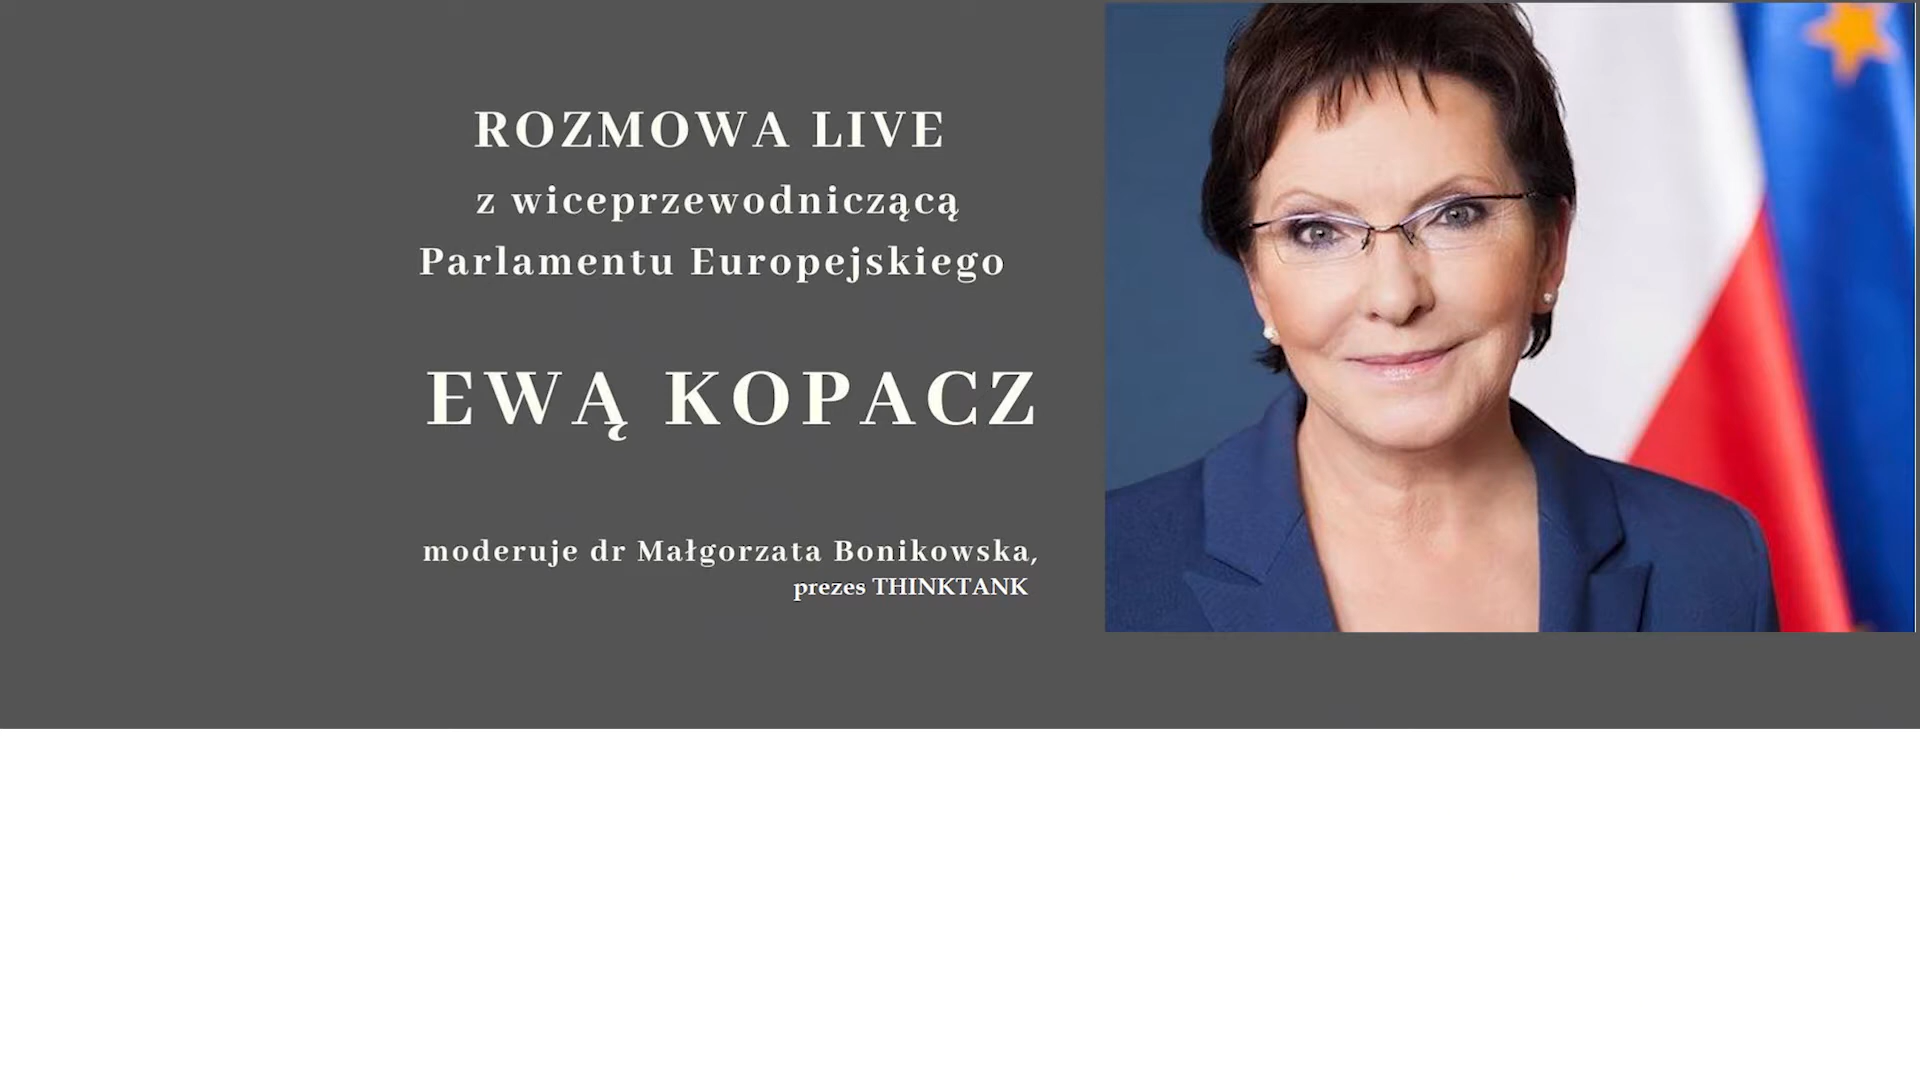 ROZMOWA LIVE
z wiceprzewodniczącą
Parlamentu Europejskiego
EWĄ KOPACZ
moderuje dr Małgorzata Bonikowska,
prezes THINKTANK